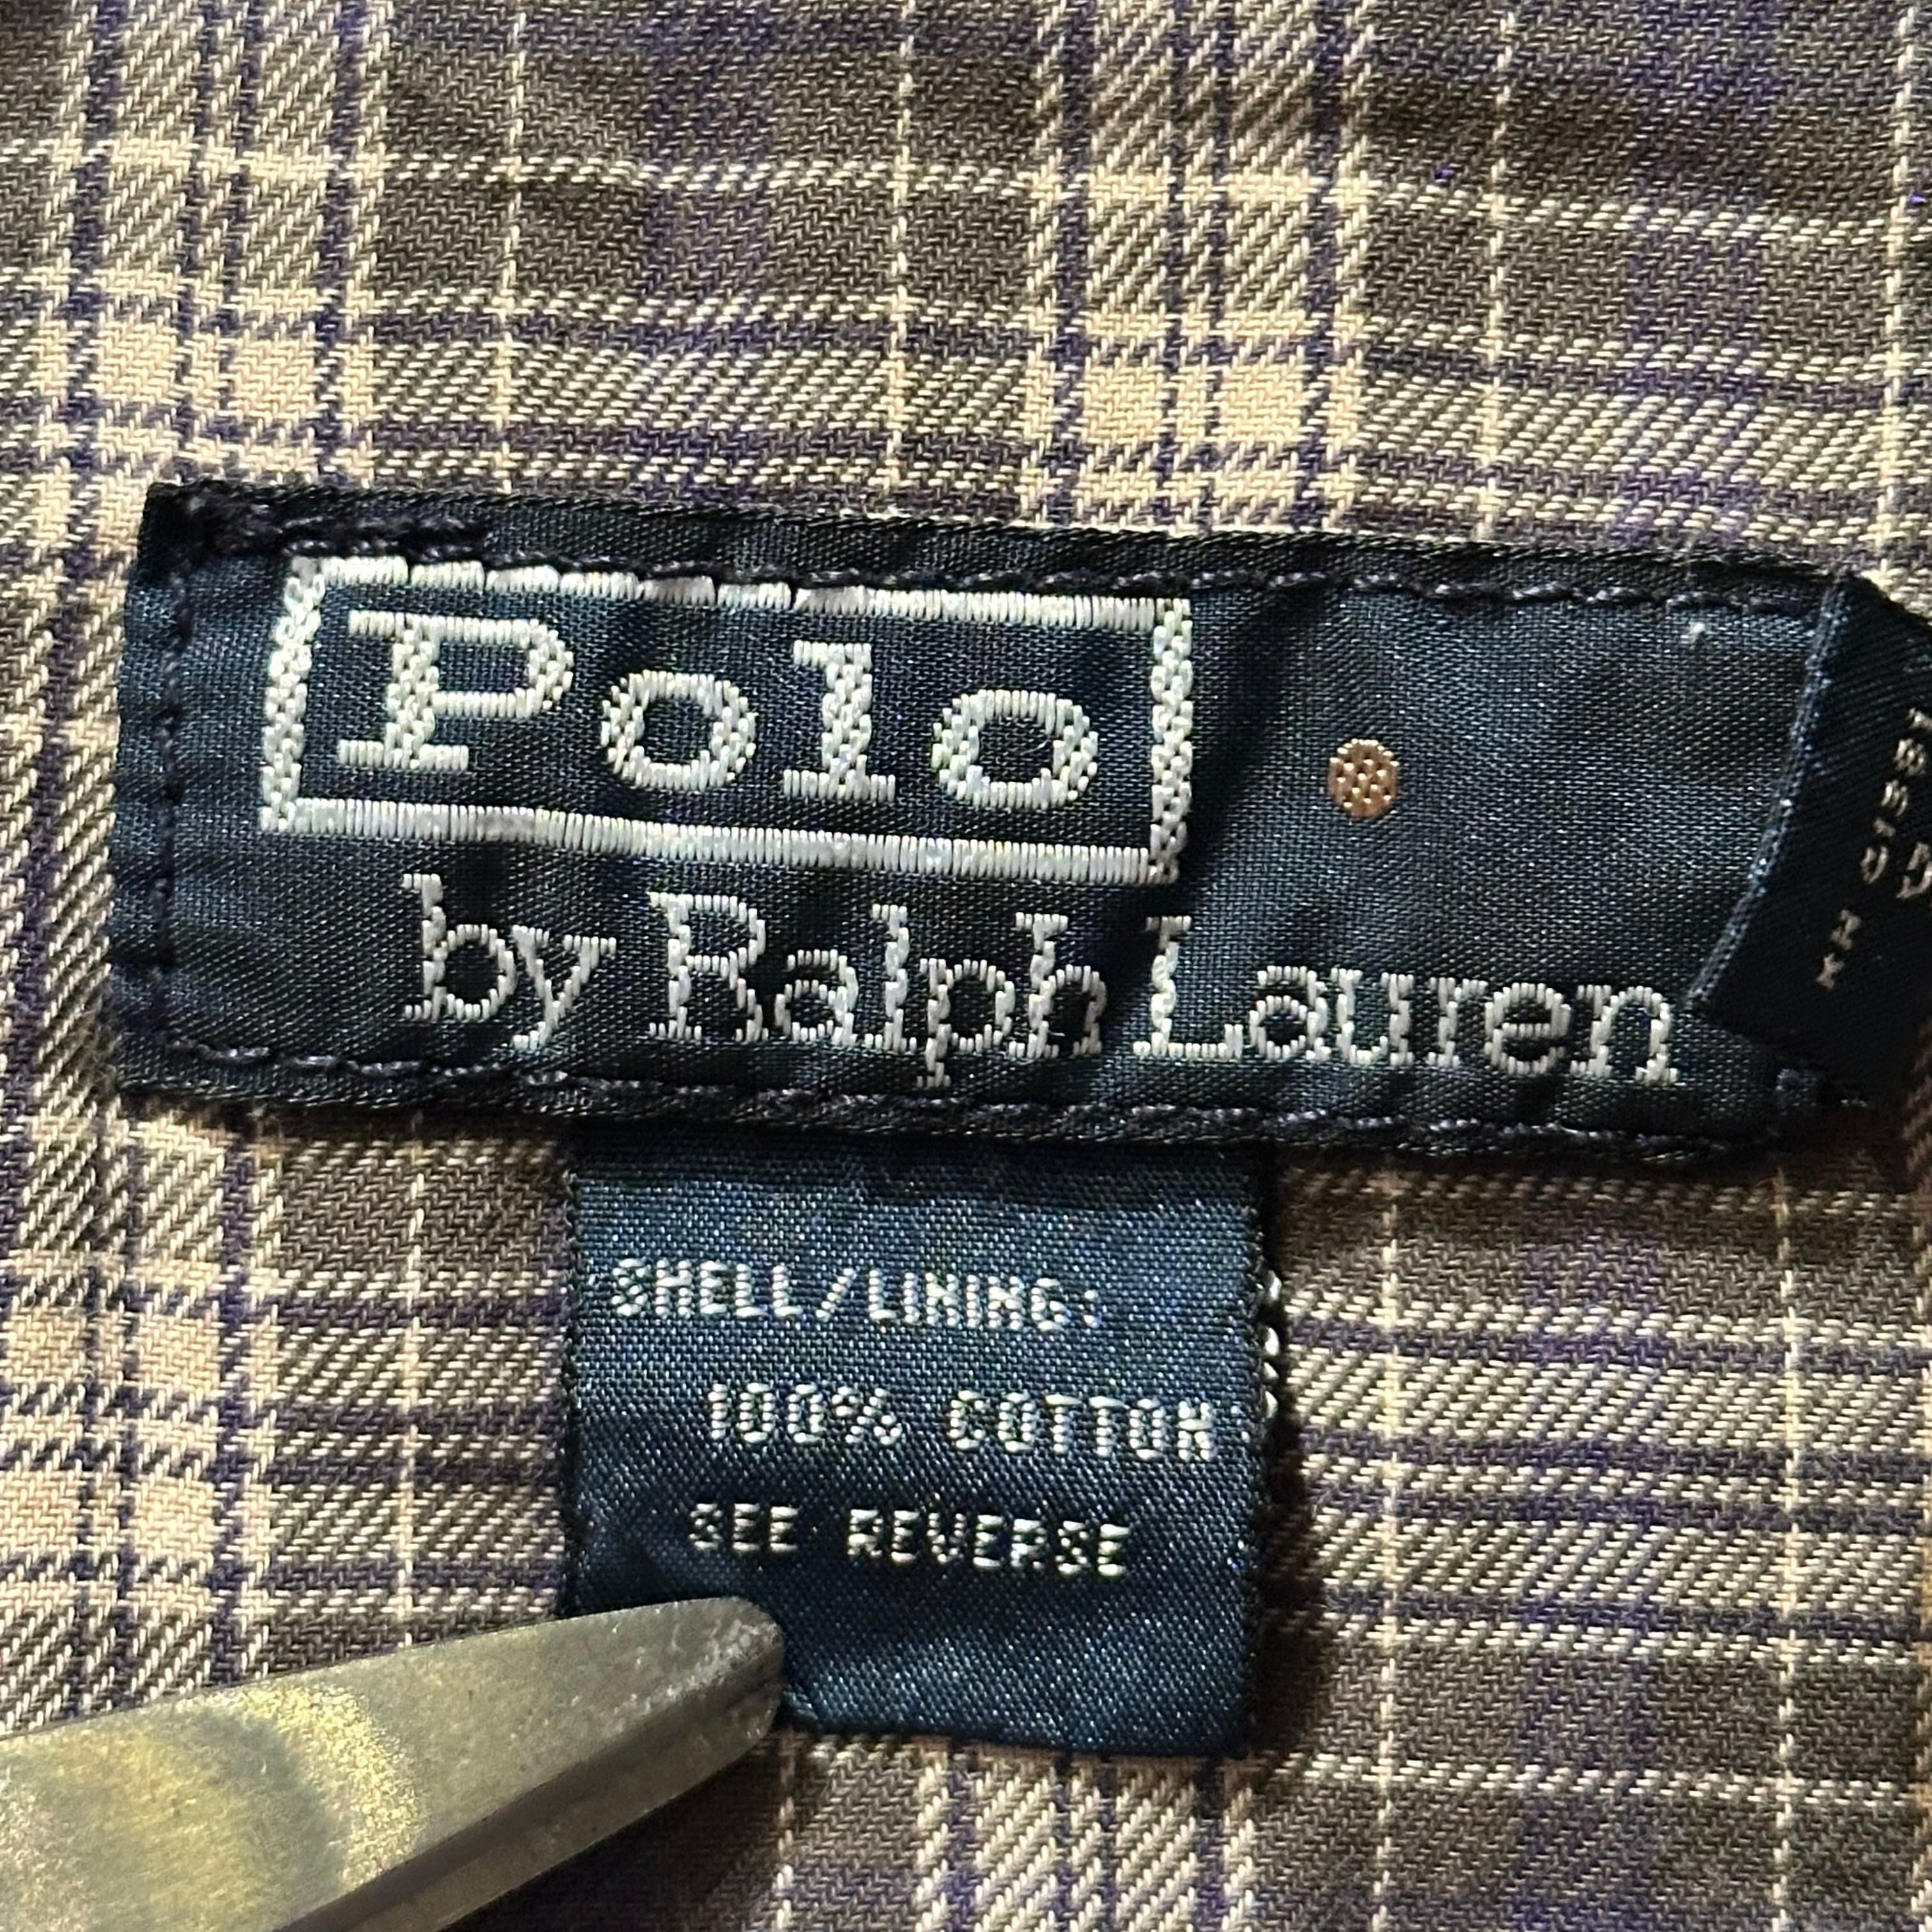 Polo
by Ralph Lauren
SHELL/LINING:
100% COTTON
SEE REVERSE